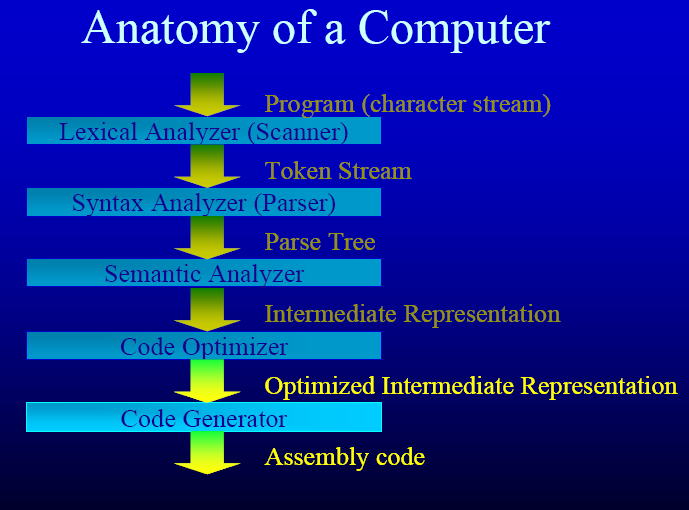 Anatomy of a Computer
Program (character stream)
Lexical Analyzer (Scanner)
Token Stream
Syntax Analyzer (Parser)
Parse Tree
Semantic Analyzer
Intermediate Representation
Code Optimizer
Optimized Intermediate Representation
Code Generator
Assembly code